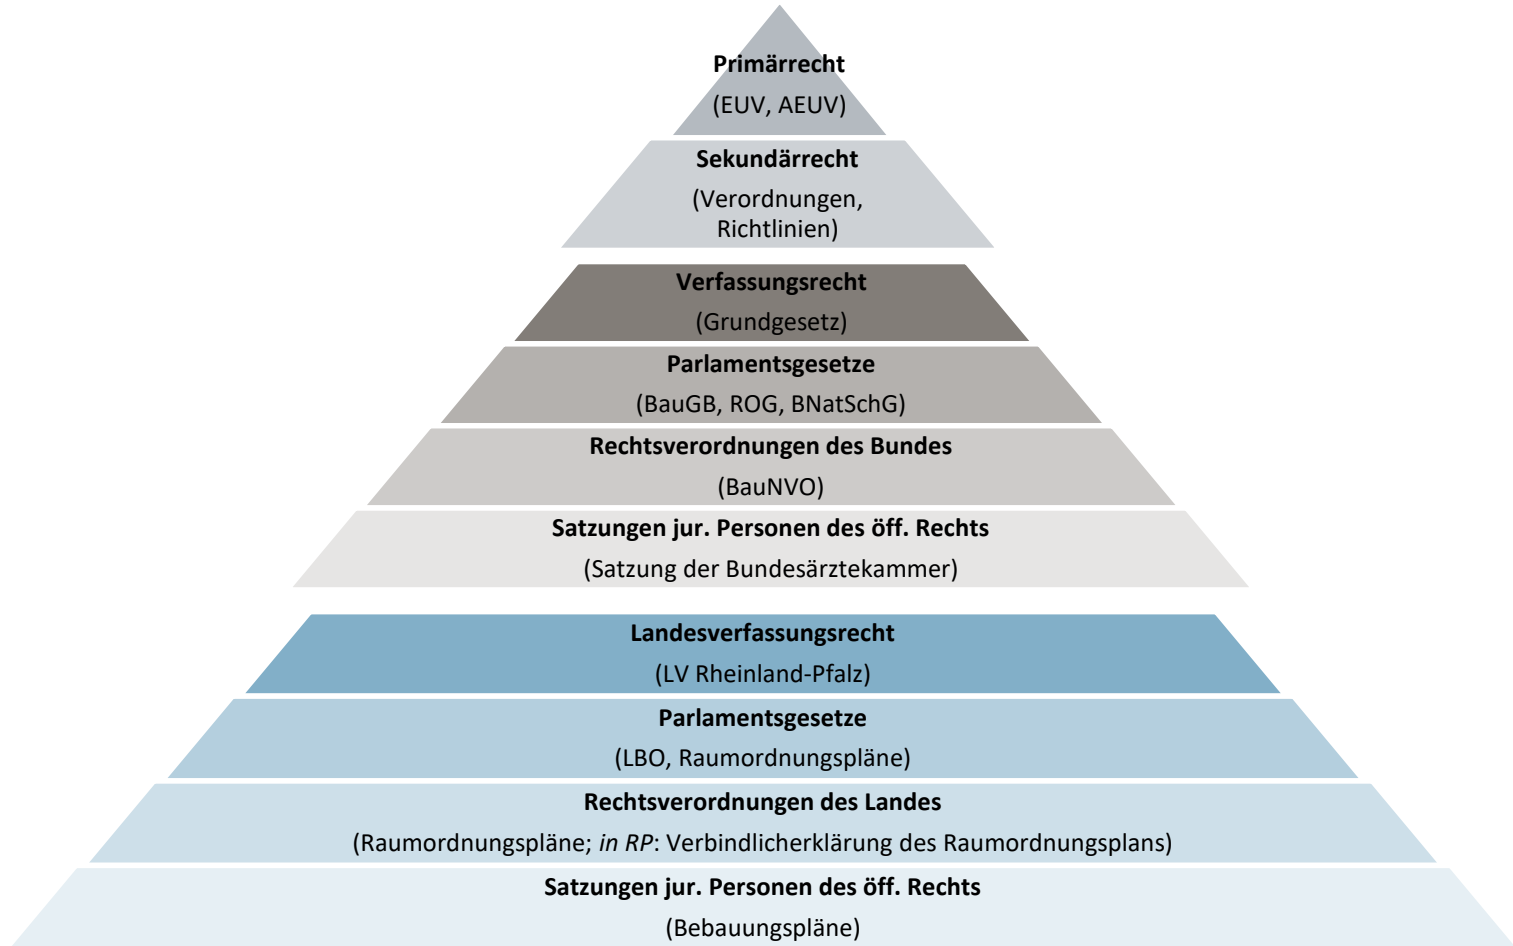 Primärrecht
(EUV, AEUV)
Sekundärrecht
(Verordnungen,
Richtlinien)
Verfassungsrecht
(Grundgesetz)
Parlamentsgesetze
(BauGB, ROG, BNatSchG)
Rechtsverordnungen des Bundes
(BauNVO)
Satzungen jur. Personen des öff. Rechts
(Satzung der Bundesärztekammer)
Landesverfassungsrecht
(LV Rheinland-Pfalz)
Parlamentsgesetze
(LBO, Raumordnungspläne)
Rechtsverordnungen des Landes
(Raumordnungspläne; in RP: Verbindlicherklärung des Raumordnungsplans)
Satzungen jur. Personen des öff. Rechts
(Bebauungspläne)